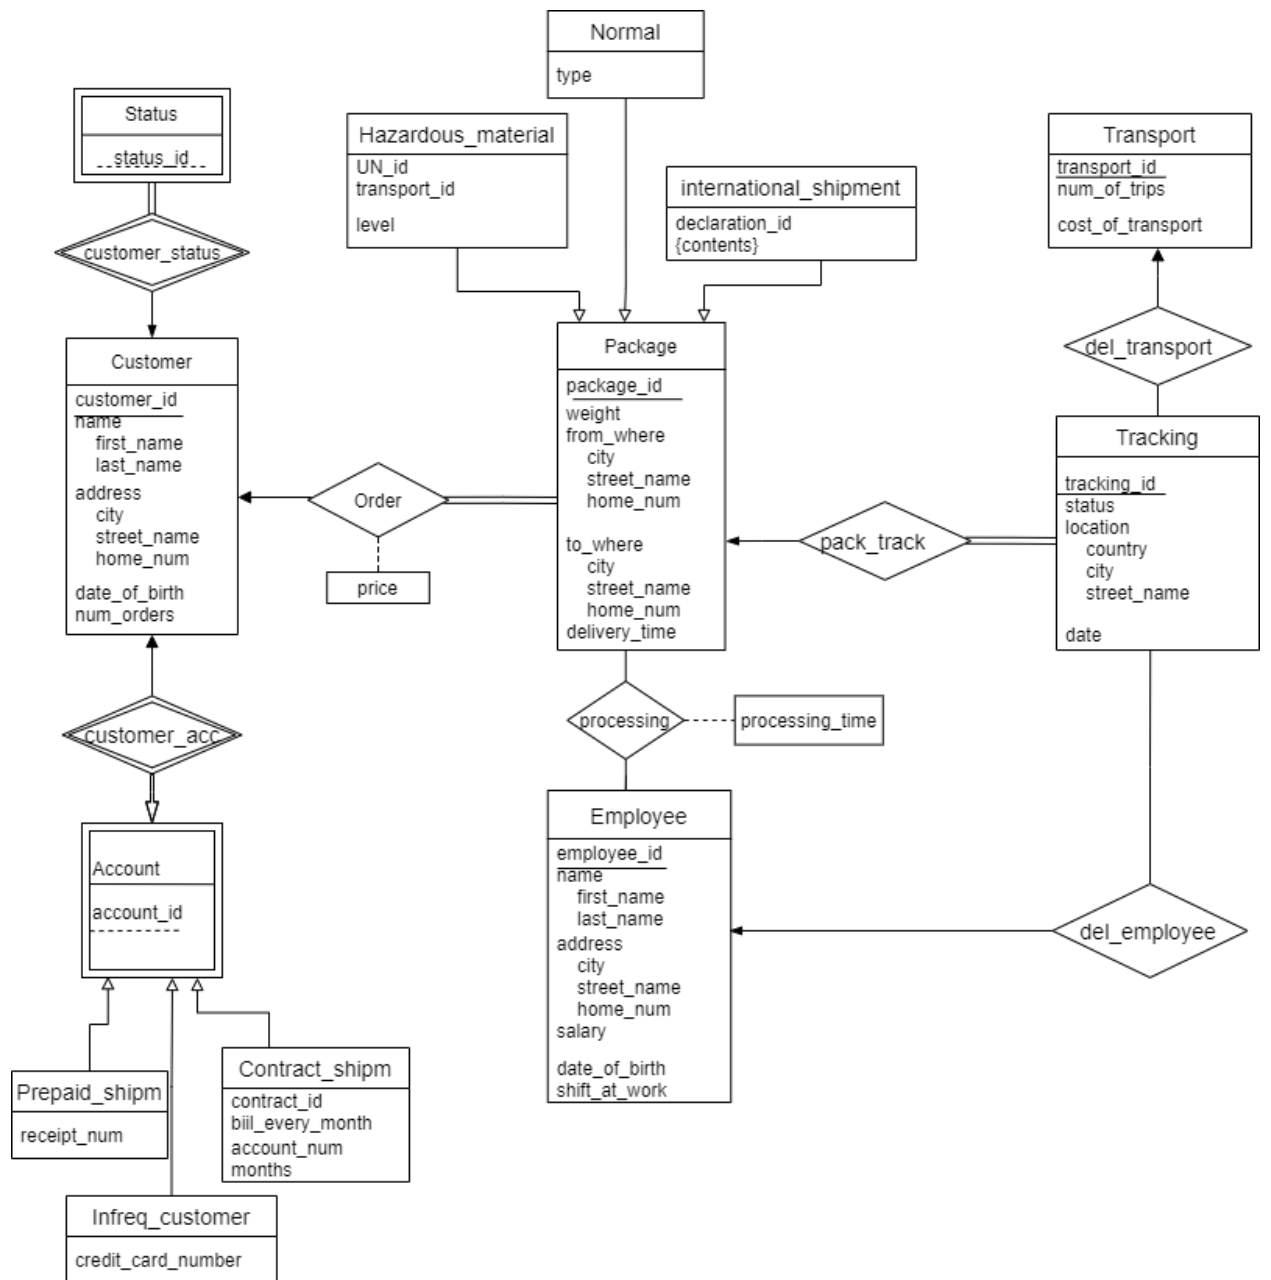 Normal
type
Status
status_id
Hazardous_material
UN_id
transport_id
level
international_shipment
declaration_id
{contents}
Transport
transport_id
num_of_trips
cost_of_transport
customer_status
del_transport
Customer
customer_id
name
first_name
last_name
address
city
street_name
home_num
date_of_birth
num_orders
Order
price
Package
package_id
weight
from_where
city
street_name
home_num
to_where
city
street_name
home_num
delivery_time
pack_track
Tracking
tracking_id
status
location
country
city
street_name
date
customer_acc
processing
processing_time
Account
account_id
Employee
employee_id
name
first_name
last_name
address
city
street_name
home_num
salary
date_of_birth
shift_at_work
del_employee
Prepaid_shipm
receipt_num
Contract_shipm
contract_id
biil_every_month
account_num
months
Infreq_customer
credit_card_number